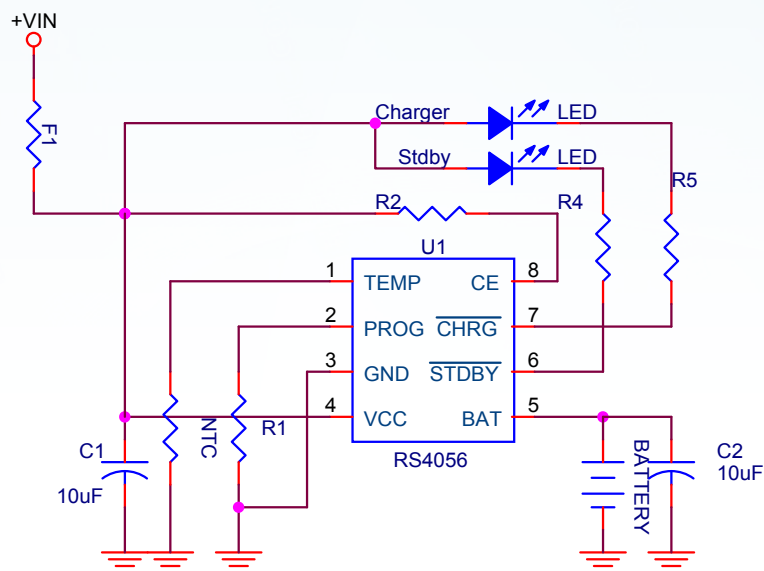 +VIN
F1
Charger
LED
Stdby
LED
R2
R4
R5
U1
1
TEMP
CE
8
2
PROG
CHRG
7
3
GND
STDBY
6
4
VCC
BAT
5
RS4056
NTC
R1
C1
10uF
BATTERY
C2
10uF